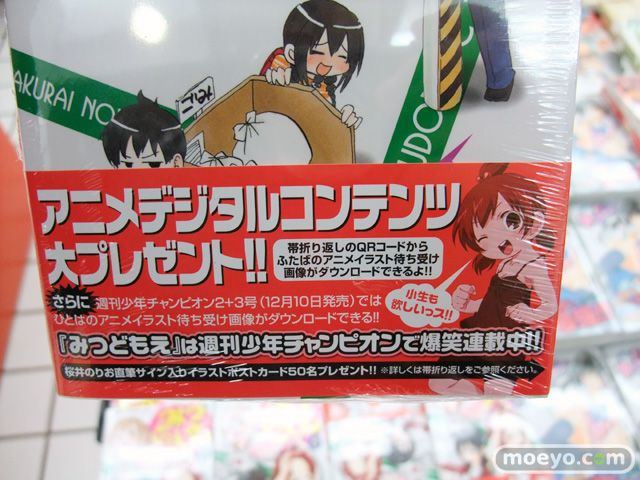 AKURAI NO
ごみ
アニメデジタルコンテンツ
大プレゼント!!
帯折り返しのQRコードから
ふたばのアニメイラスト待ち受け
画像がダウンロードできるよ!!
小生も
欲しいっス!!
さらに 週刊少年チャンピオン2+3号(12月10日発売)では
ひとはのアニメイラスト待ち受け画像がダウンロードできる!!
『みつどもえ』は週刊少年チャンピオンで爆笑連載中!!
桜井のりお直筆サイン入りイラストポストカード50名プレゼント!! ※詳しくは帯折り返しをご参照ください。
moeyo.com